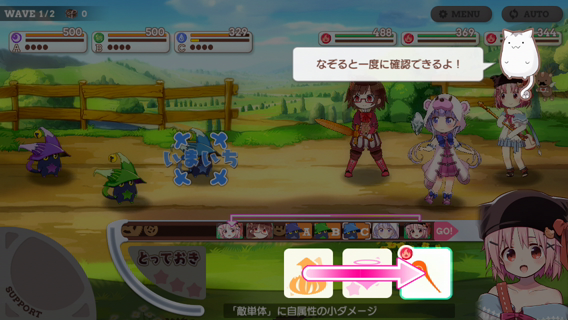 WAVE 1/2 0
MENU
AUTO
500
500
329
A
B
C
488
369
344
なぞると一度に確認できるよ！
いまいち
A B C
GO!
とっておき
SUPPORT
「敵単体」に自属性の小ダメージ